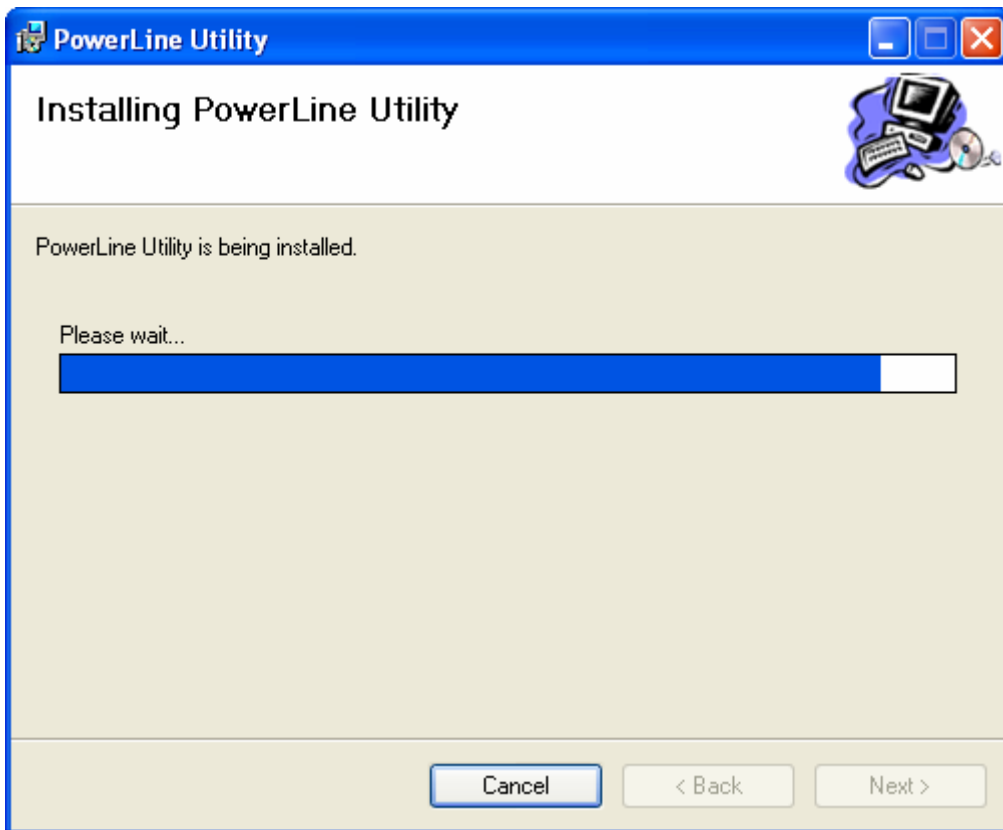 PowerLine Utility
Installing PowerLine Utility
PowerLine Utility is being installed.
Please wait...
Cancel
< Back
Next >